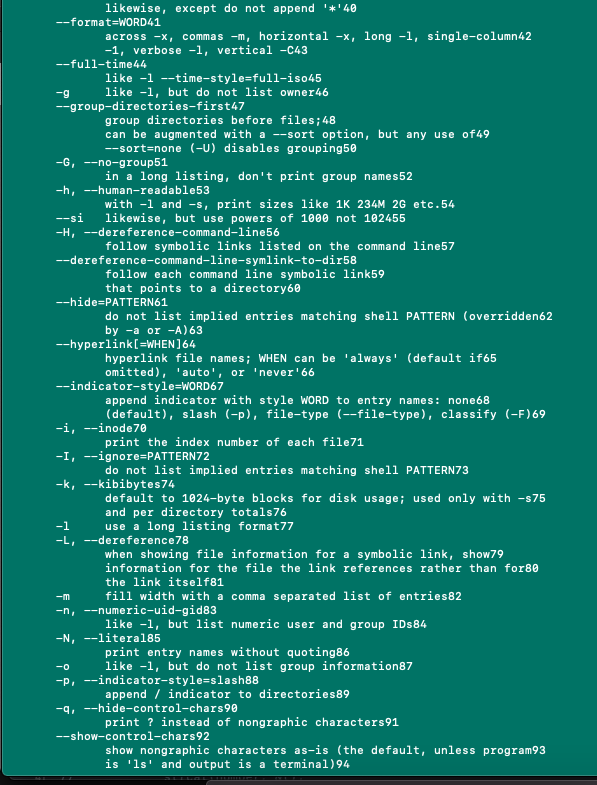 likewise, except do not append '*'40
--format=WORD41
across -x, commas -m, horizontal -x, long -l, single-column42
-1, verbose -l, vertical -C43
--full-time44
like -l --time-style=full-iso45
-g like -l, but do not list owner46
--group-directories-first47
group directories before files;48
can be augmented with a --sort option, but any use of49
--sort=none (-U) disables grouping50
-G, --no-group51
in a long listing, don't print group names52
-h, --human-readable53
with -l and -s, print sizes like 1K 234M 2G etc.54
--si likewise, but use powers of 1000 not 102455
-H, --dereference-command-line56
follow symbolic links listed on the command line57
--dereference-command-line-symlink-to-dir58
follow each command line symbolic link59
that points to a directory60
--hide=PATTERN61
do not list implied entries matching shell PATTERN (overridden62
by -a or -A)63
--hyperlink[=WHEN]64
hyperlink file names; WHEN can be 'always' (default if65
omitted), 'auto', or 'never'66
--indicator-style=WORD67
append indicator with style WORD to entry names: none68
(default), slash (-p), file-type (--file-type), classify (-F)69
-i, --inode70
print the index number of each file71
-I, --ignore=PATTERN72
do not list implied entries matching shell PATTERN73
-k, --kibibytes74
default to 1024-byte blocks for disk usage; used only with -s75
and per directory totals76
-l use a long listing format77
-L, --dereference78
when showing file information for a symbolic link, show79
information for the file the link references rather than for80
the link itself81
-m fill width with a comma separated list of entries82
-n, --numeric-uid-gid83
like -l, but list numeric user and group IDs84
-N, --literal85
print entry names without quoting86
-o like -l, but do not list group information87
-p, --indicator-style=slash88
append / indicator to directories89
-q, --hide-control-chars90
print ? instead of nongraphic characters91
--show-control-chars92
show nongraphic characters as-is (the default, unless program93
is 'ls' and output is a terminal)94